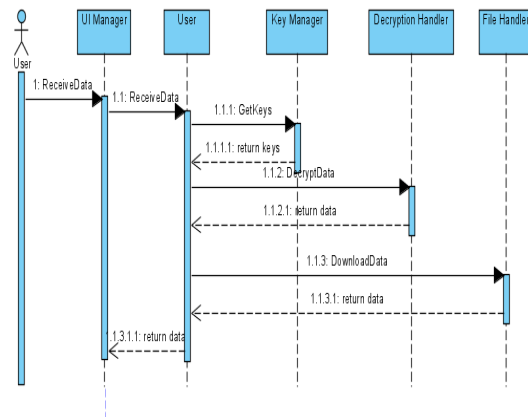 UI Manager
User
Key Manager
Decryption Handler
File Handler
User
1: ReceiveData
1.1: ReceiveData
1.1.1: GetKeys
1.1.1.1: return keys
1.1.2: DecryptData
1.1.2.1: return data
1.1.3: DownloadData
1.1.3.1: return data
1.1.3.1.1: return data